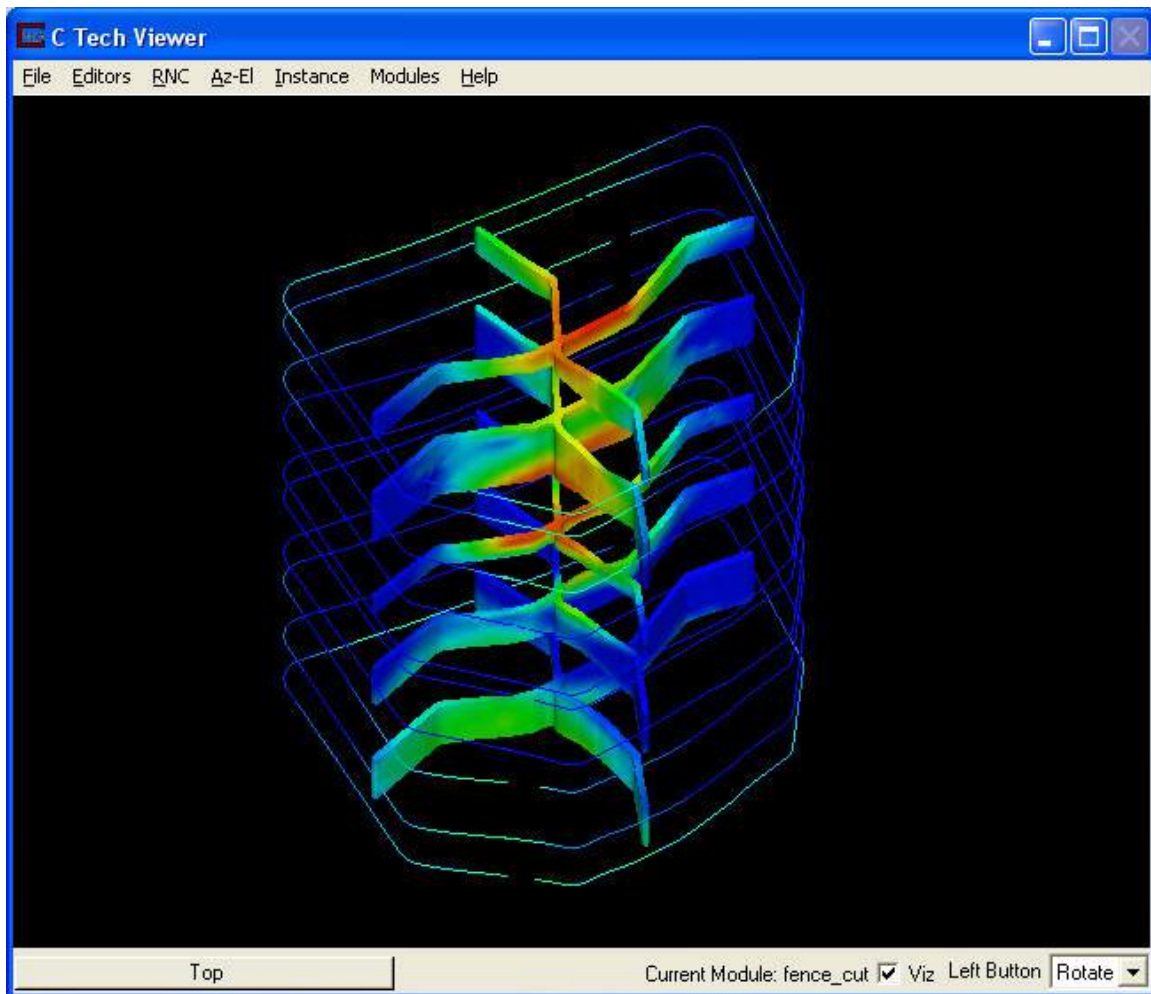 C Tech Viewer
File Editors RNC Az-El Instance Modules Help
Top Current Module: fence_cut Viz Left Button Rotate